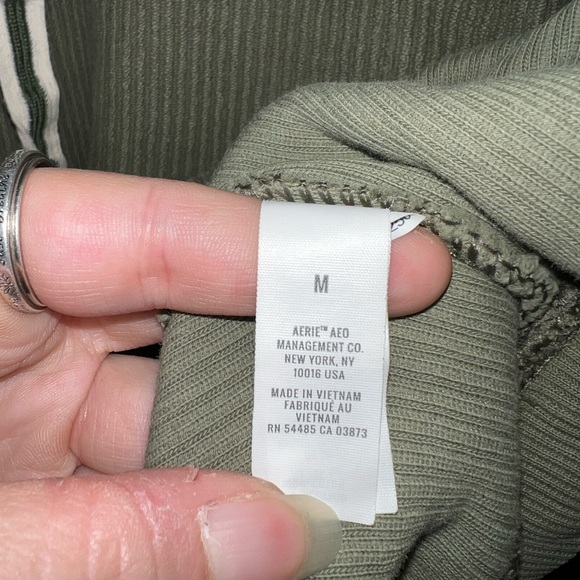 M
AERIE™ AEO
MANAGEMENT CO.
NEW YORK, NY
10016 USA
MADE IN VIETNAM
FABRIQUÉ AU
VIETNAM
RN 54485 CA 03873